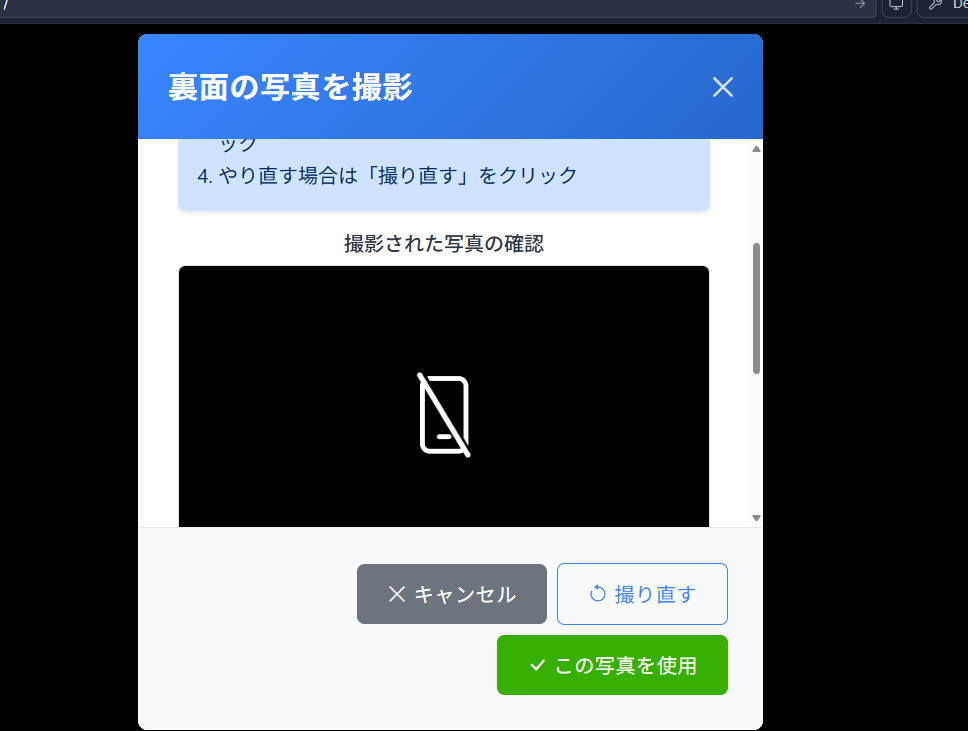 /
De
裏面の写真を撮影
ック
4. やり直す場合は「撮り直す」をクリック
撮影された写真の確認
キャンセル
撮り直す
この写真を使用